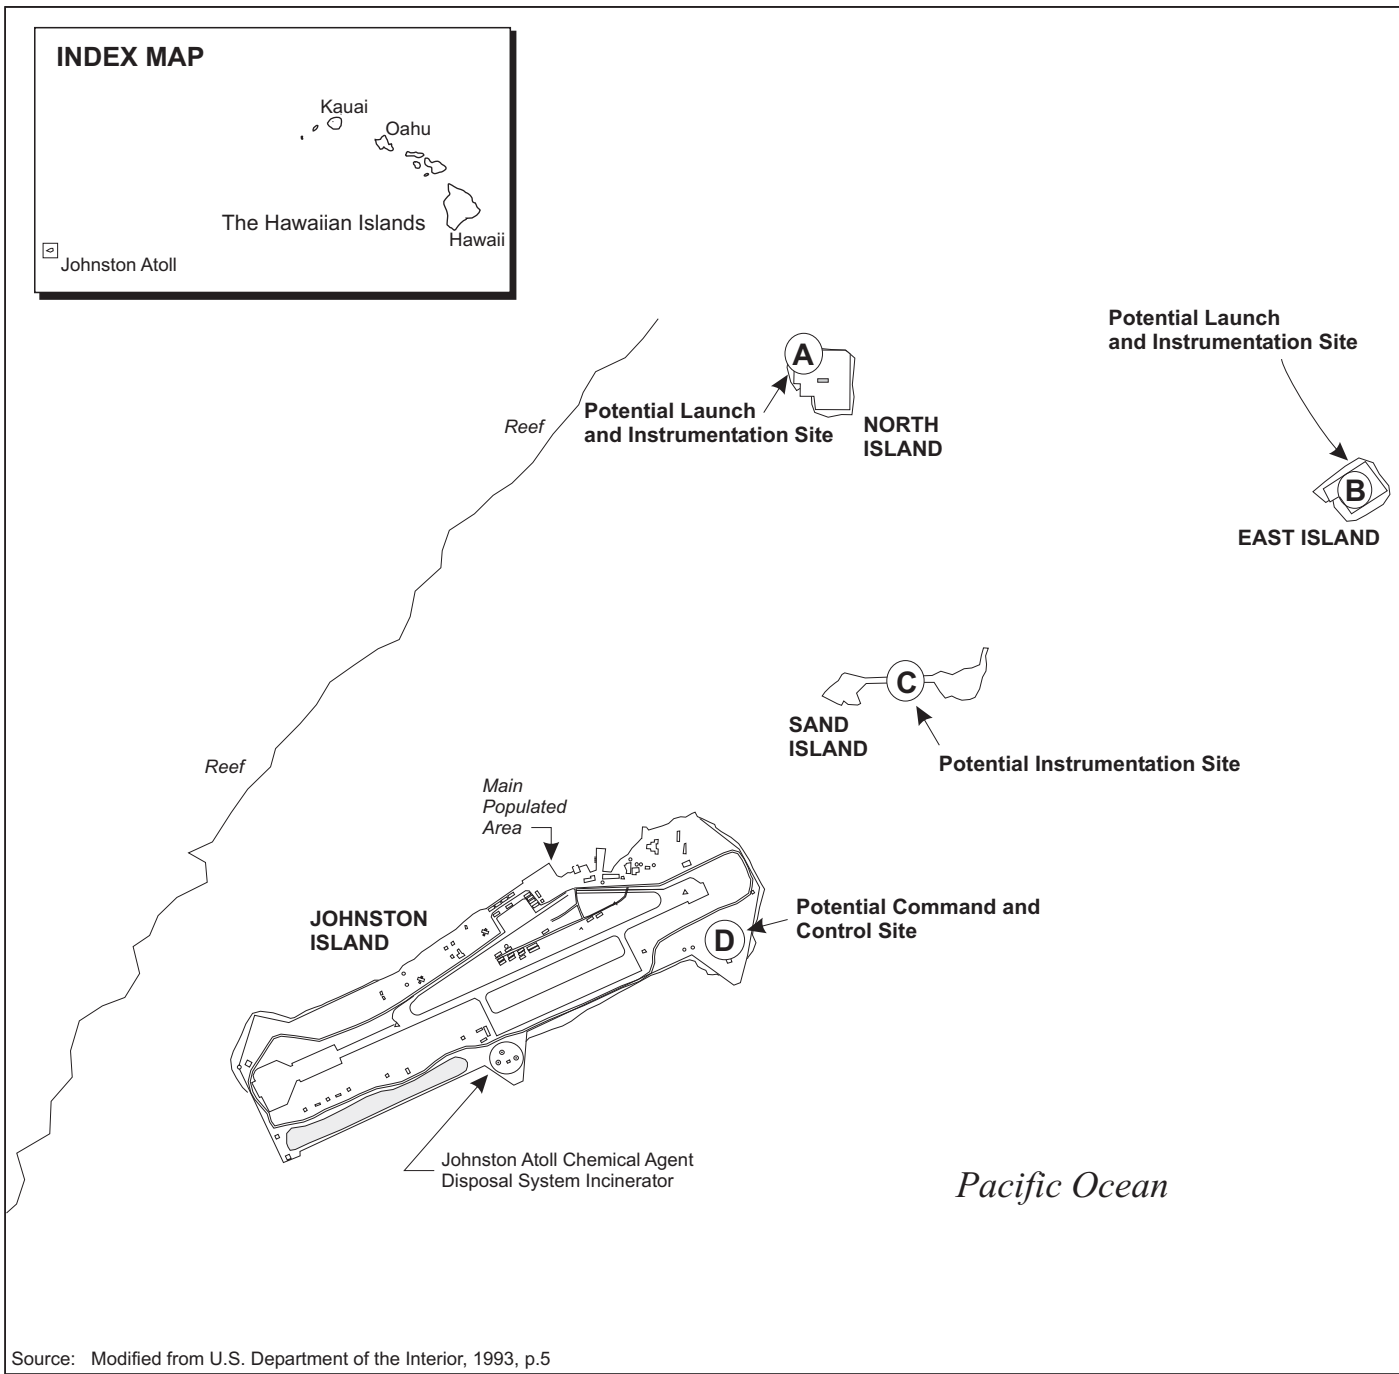 INDEX MAP
Kauai
Oahu
The Hawaiian Islands
Hawaii
Johnston Atoll
Potential Launch
and Instrumentation Site
A
Potential Launch
and Instrumentation Site
NORTH
ISLAND
Reef
B
EAST ISLAND
C
SAND
ISLAND
Potential Instrumentation Site
Reef
Main
Populated
Area
JOHNSTON
ISLAND
Potential Command and
Control Site
D
Johnston Atoll Chemical Agent
Disposal System Incinerator
Pacific Ocean
Source: Modified from U.S. Department of the Interior, 1993, p.5